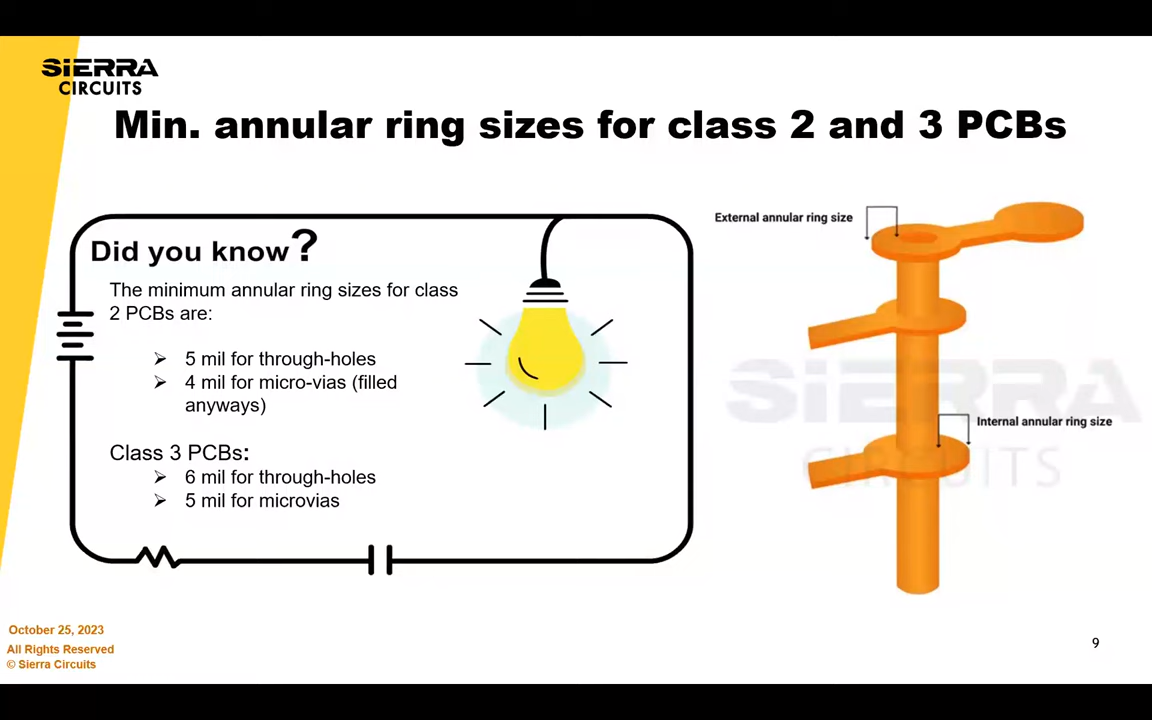 SIERRA
CIRCUITS
Min. annular ring sizes for class 2 and 3 PCBs
Did you know?
The minimum annular ring sizes for class
2 PCBs are:
➢ 5 mil for through-holes
➢ 4 mil for micro-vias (filled
anyways)
Class 3 PCBs:
➢ 6 mil for through-holes
➢ 5 mil for microvias
External annular ring size
SIERRA
Internal annular ring size
CIRCUITS
October 25, 2023
All Rights Reserved
© Sierra Circuits
9